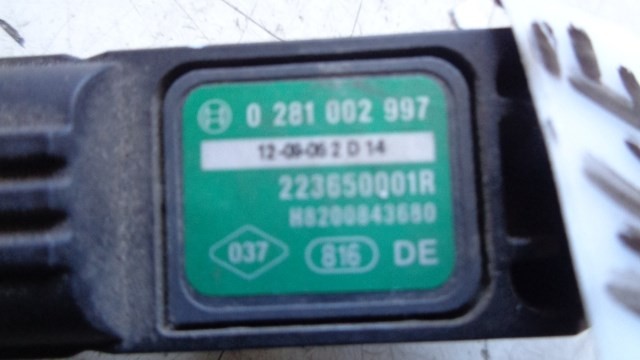 0 281 002 997
12-09-06 2 D 14
223650001R
H8200843680
037 816 DE